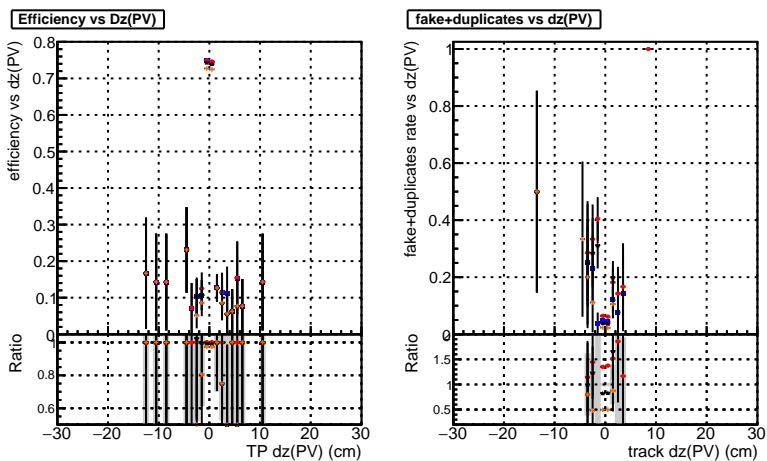 Efficiency vs Dz(PV)
efficiency vs dz(PV)
0.8
0.7
0.6
0.5
0.4
0.3
0.2
0.1
0
Ratio
1
0.8
0.6
−30 −20 −10 0 10 20 30
TP dz(PV) (cm)
fake+duplicates vs dz(PV)
fake+duplicates rate vs dz(PV)
1
0.8
0.6
0.4
0.2
0
Ratio
1.5
1
0.5
−30 −20 −10 0 10 20 30
track dz(PV) (cm)